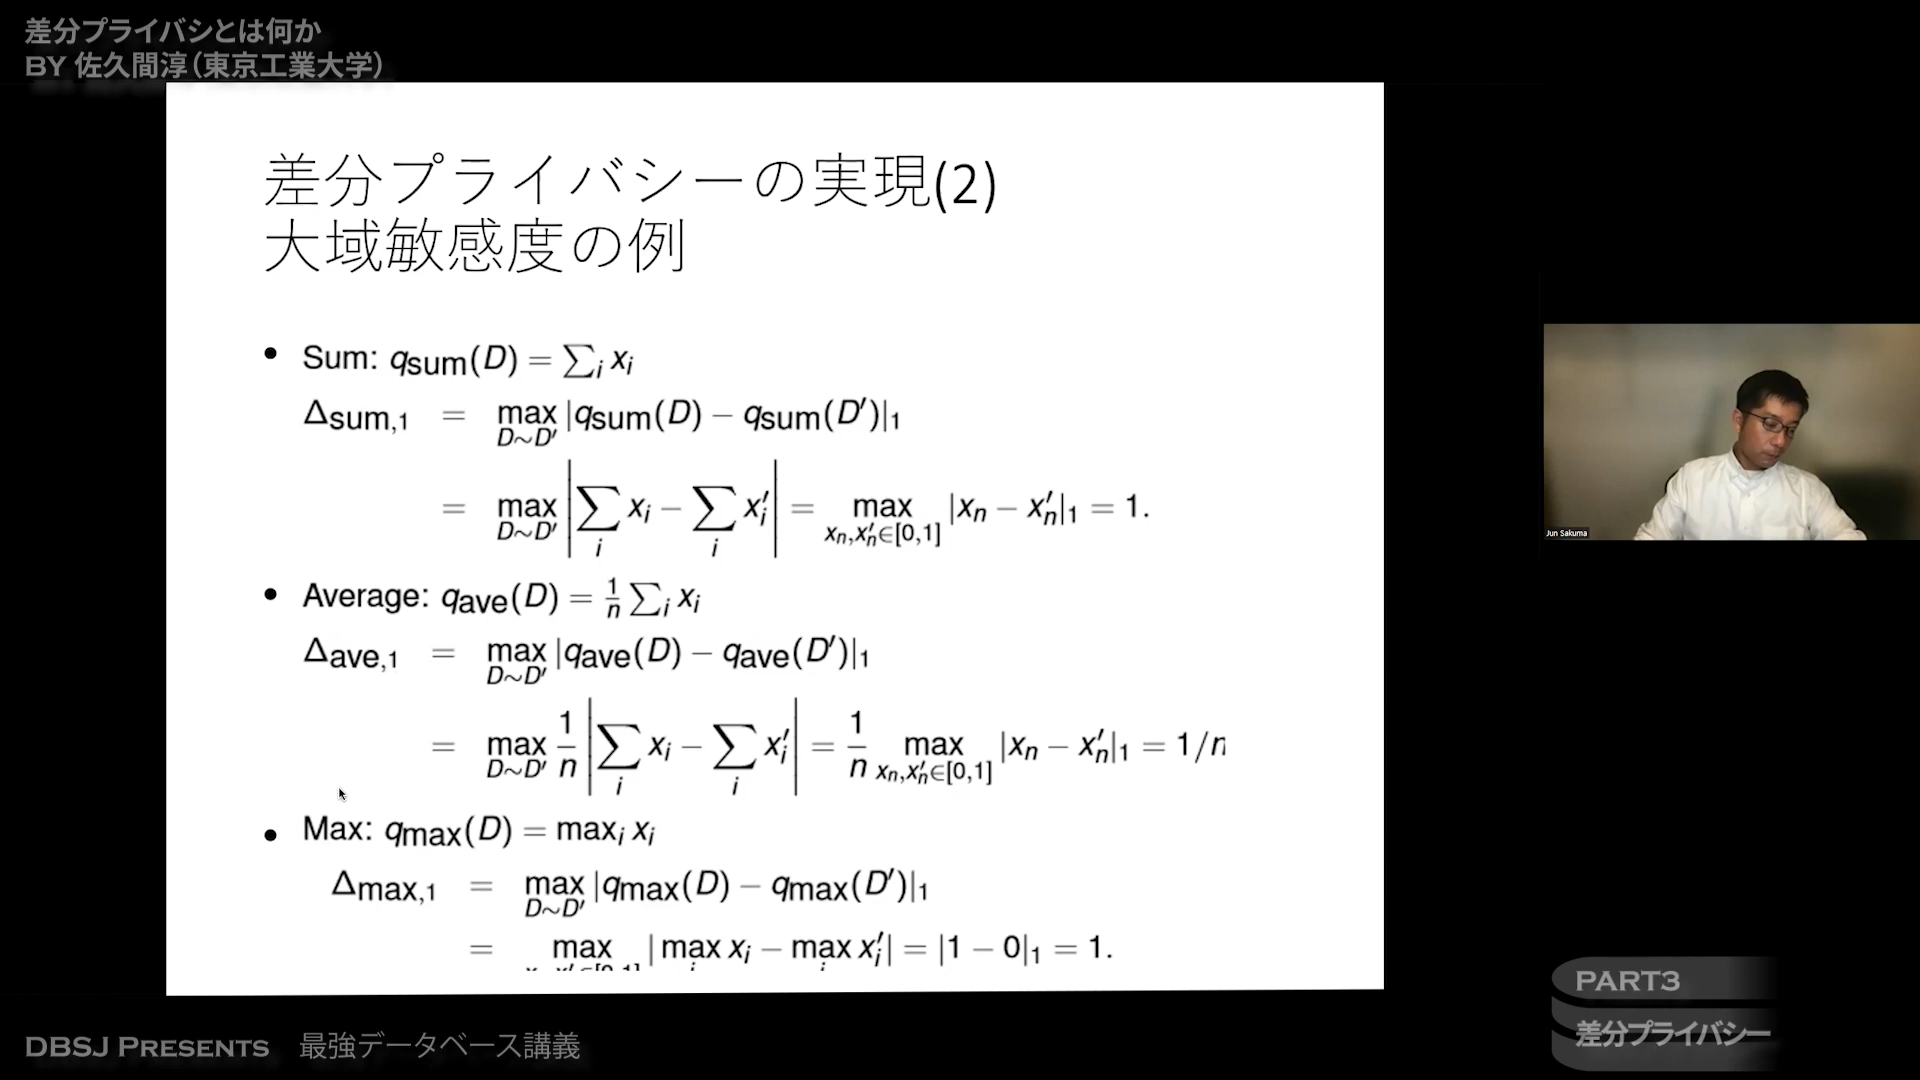 差分プライバシとは何か
BY 佐久間淳(東京工業大学)
差分プライバシーの実現(2)
大域敏感度の例
• Sum: q_sum(D) = ∑_i x_i
Δ_sum,1 = max_{D~D′} |q_sum(D) − q_sum(D′)|_1
= max_{D~D′} |∑_i x_i − ∑_i x′_i| = max_{x_n,x′_n∈[0,1]} |x_n − x′_n|_1 = 1.
• Average: q_ave(D) = 1/n ∑_i x_i
Δ_ave,1 = max_{D~D′} |q_ave(D) − q_ave(D′)|_1
= max_{D~D′} 1/n |∑_i x_i − ∑_i x′_i| = 1/n max_{x_n,x′_n∈[0,1]} |x_n − x′_n|_1 = 1/n
• Max: q_max(D) = max_i x_i
Δ_max,1 = max_{D~D′} |q_max(D) − q_max(D′)|_1
= max |max x_i − max x′_i| = |1 − 0|_1 = 1.
Jun Sakuma
PART3
差分プライバシー
DBSJ PRESENTS 最強データベース講義